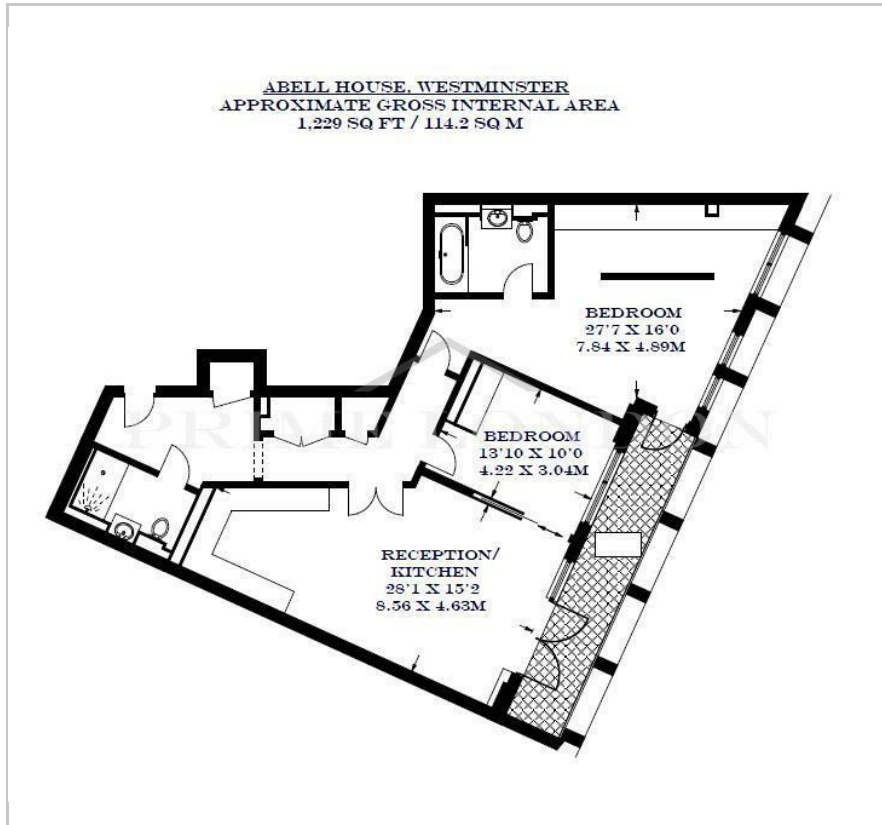 ABELL HOUSE, WESTMINSTER
APPROXIMATE GROSS INTERNAL AREA
1,229 SQ FT / 114.2 SQ M
BEDROOM
27'7 X 16'0
7.84 X 4.89M
PRIME LONDON
BEDROOM
13'10 X 10'0
4.22 X 3.04M
RECEPTION/
KITCHEN
28'1 X 15'2
8.56 X 4.63M